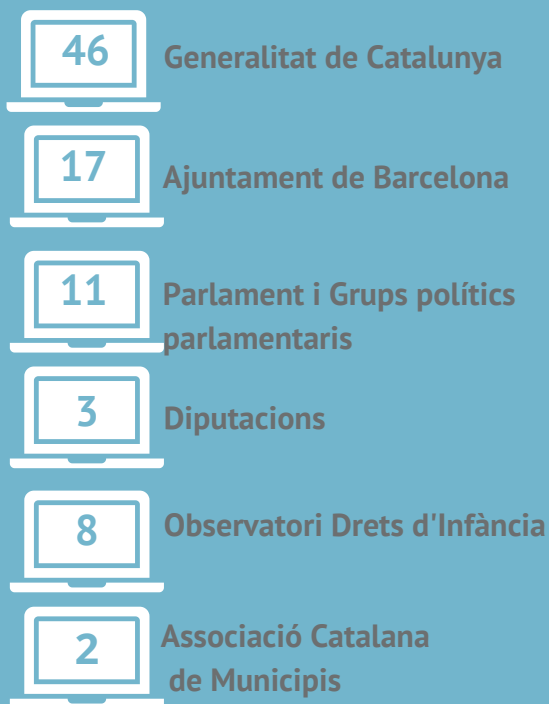 46 Generalitat de Catalunya
17 Ajuntament de Barcelona
11 Parlament i Grups polítics
parlamentaris
3 Diputacions
8 Observatori Drets d'Infància
2 Associació Catalana
de Municipis